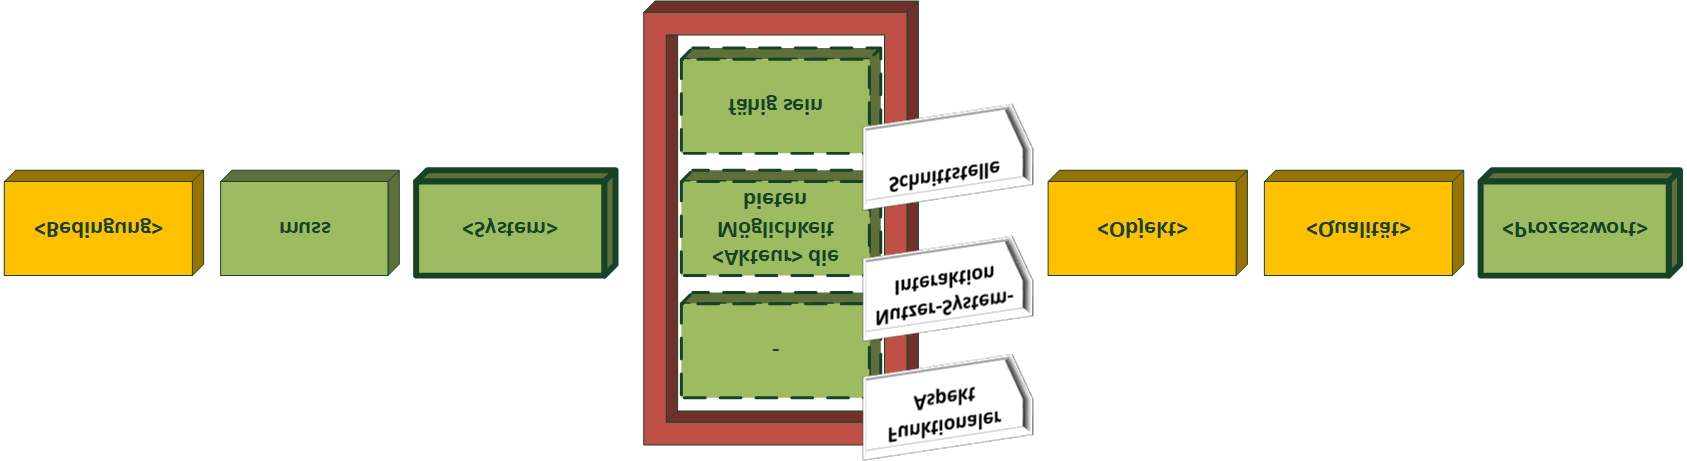 <Bedingung>
muss
<System>
-
Funktionaler
Aspekt
<Akteur> die
Möglichkeit
bieten
Nutzer-System-
Interaktion
fähig sein
Schnittstelle
<Objekt>
<Qualität>
<Prozesswort>